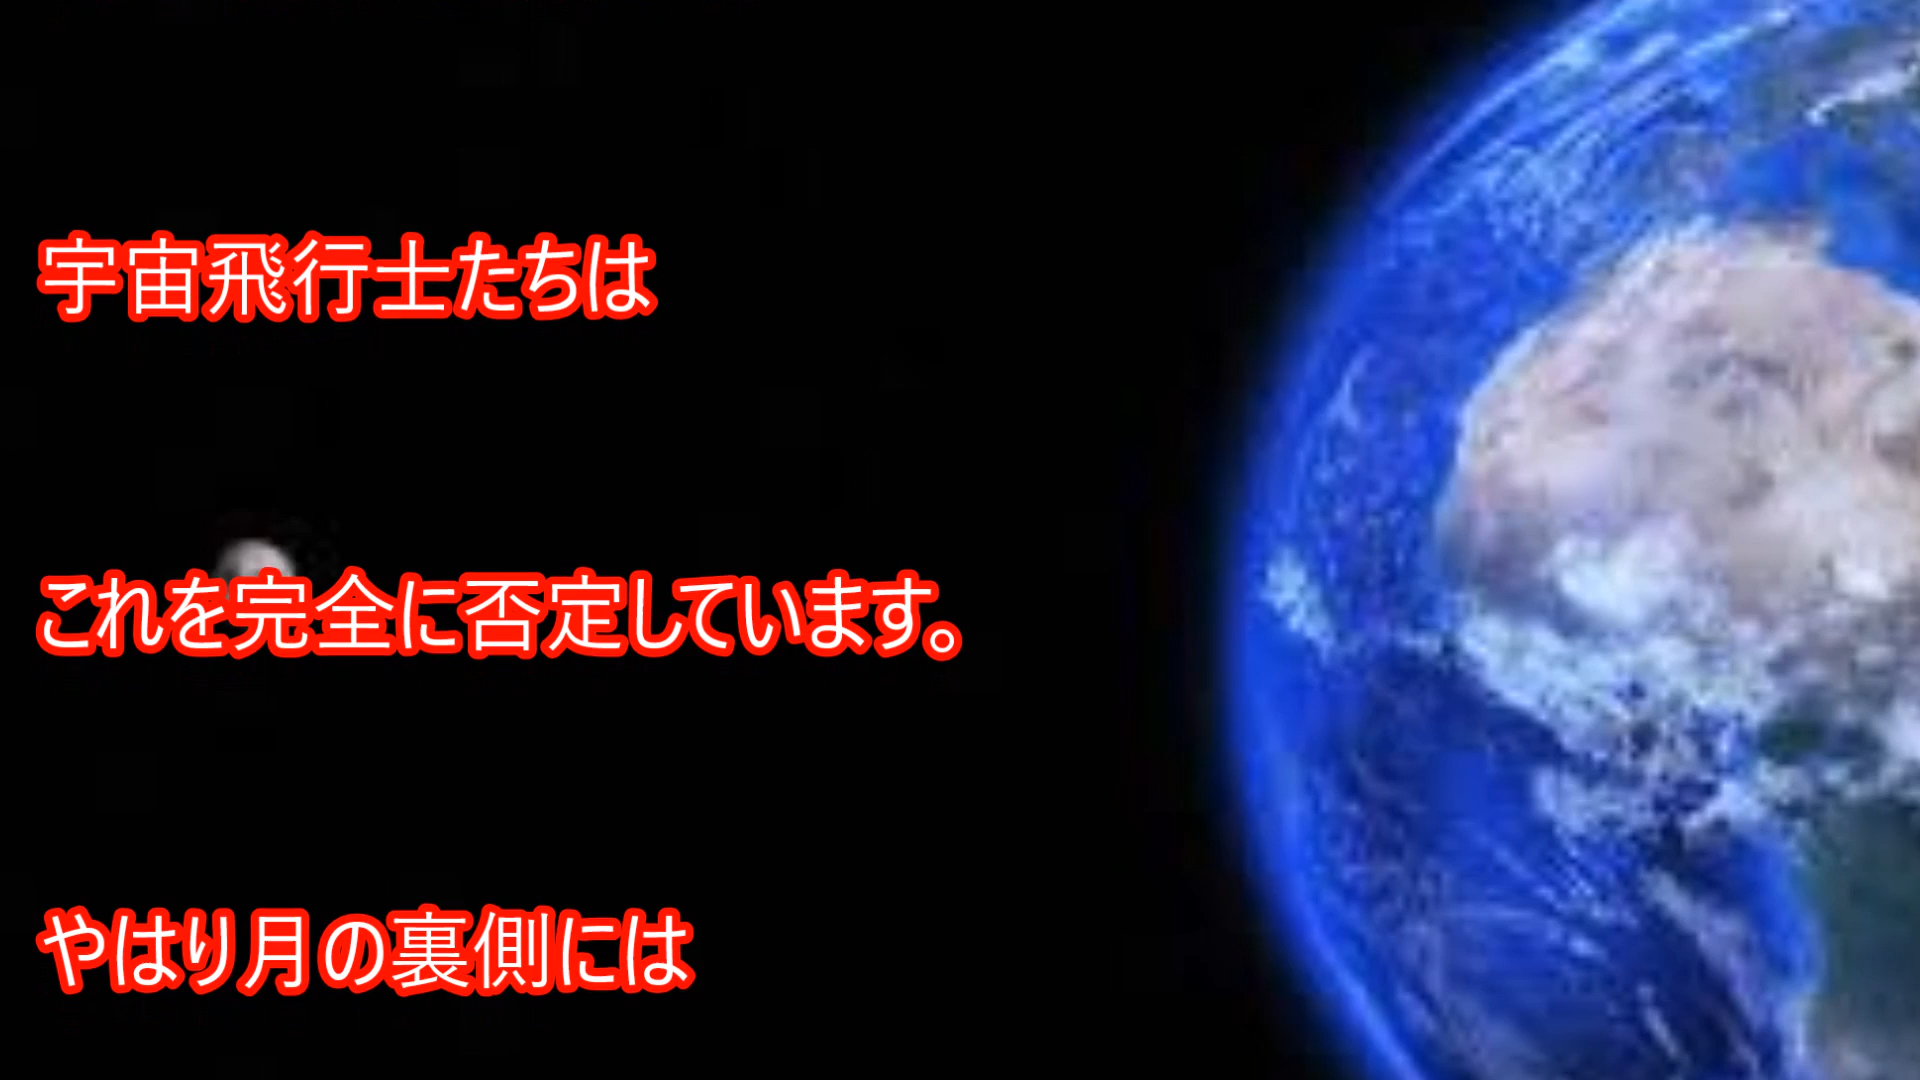 宇宙飛行士たちは
これを完全に否定しています。
やはり月の裏側には